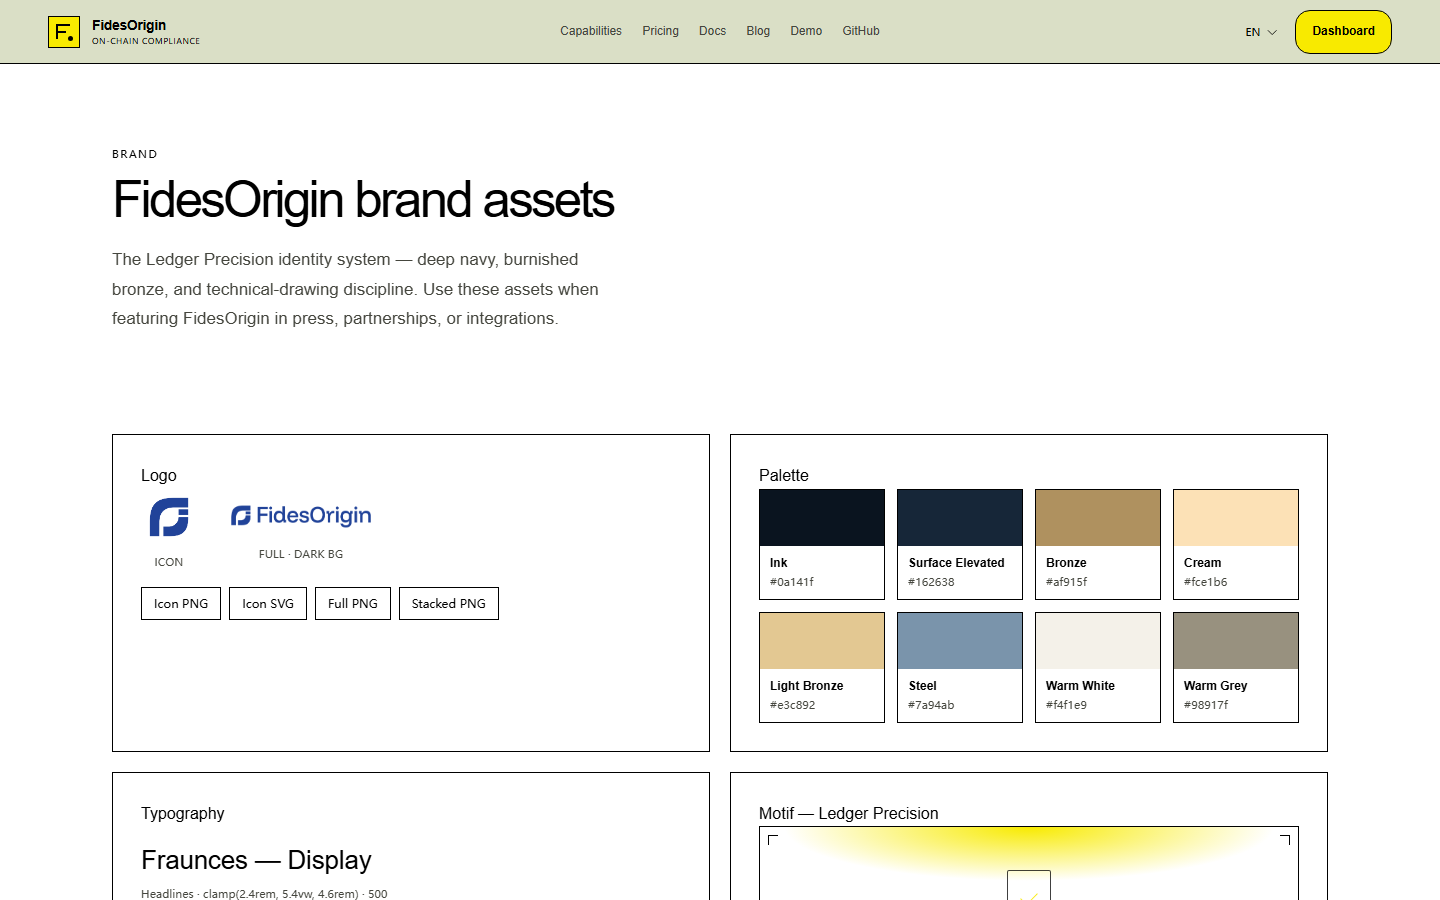 F.
FidesOrigin
ON-CHAIN COMPLIANCE
Capabilities
Pricing
Docs
Blog
Demo
GitHub
EN
Dashboard
BRAND
FidesOrigin brand assets
The Ledger Precision identity system — deep navy, burnished
bronze, and technical-drawing discipline. Use these assets when
featuring FidesOrigin in press, partnerships, or integrations.
Logo
FidesOrigin
ICON
FULL · DARK BG
Icon PNG
Icon SVG
Full PNG
Stacked PNG
Palette
Ink
#0a141f
Surface Elevated
#162638
Bronze
#af915f
Cream
#fce1b6
Light Bronze
#e3c892
Steel
#7a94ab
Warm White
#f4f1e9
Warm Grey
#98917f
Typography
Fraunces — Display
Headlines · clamp(2.4rem, 5.4vw, 4.6rem) · 500
Motif — Ledger Precision